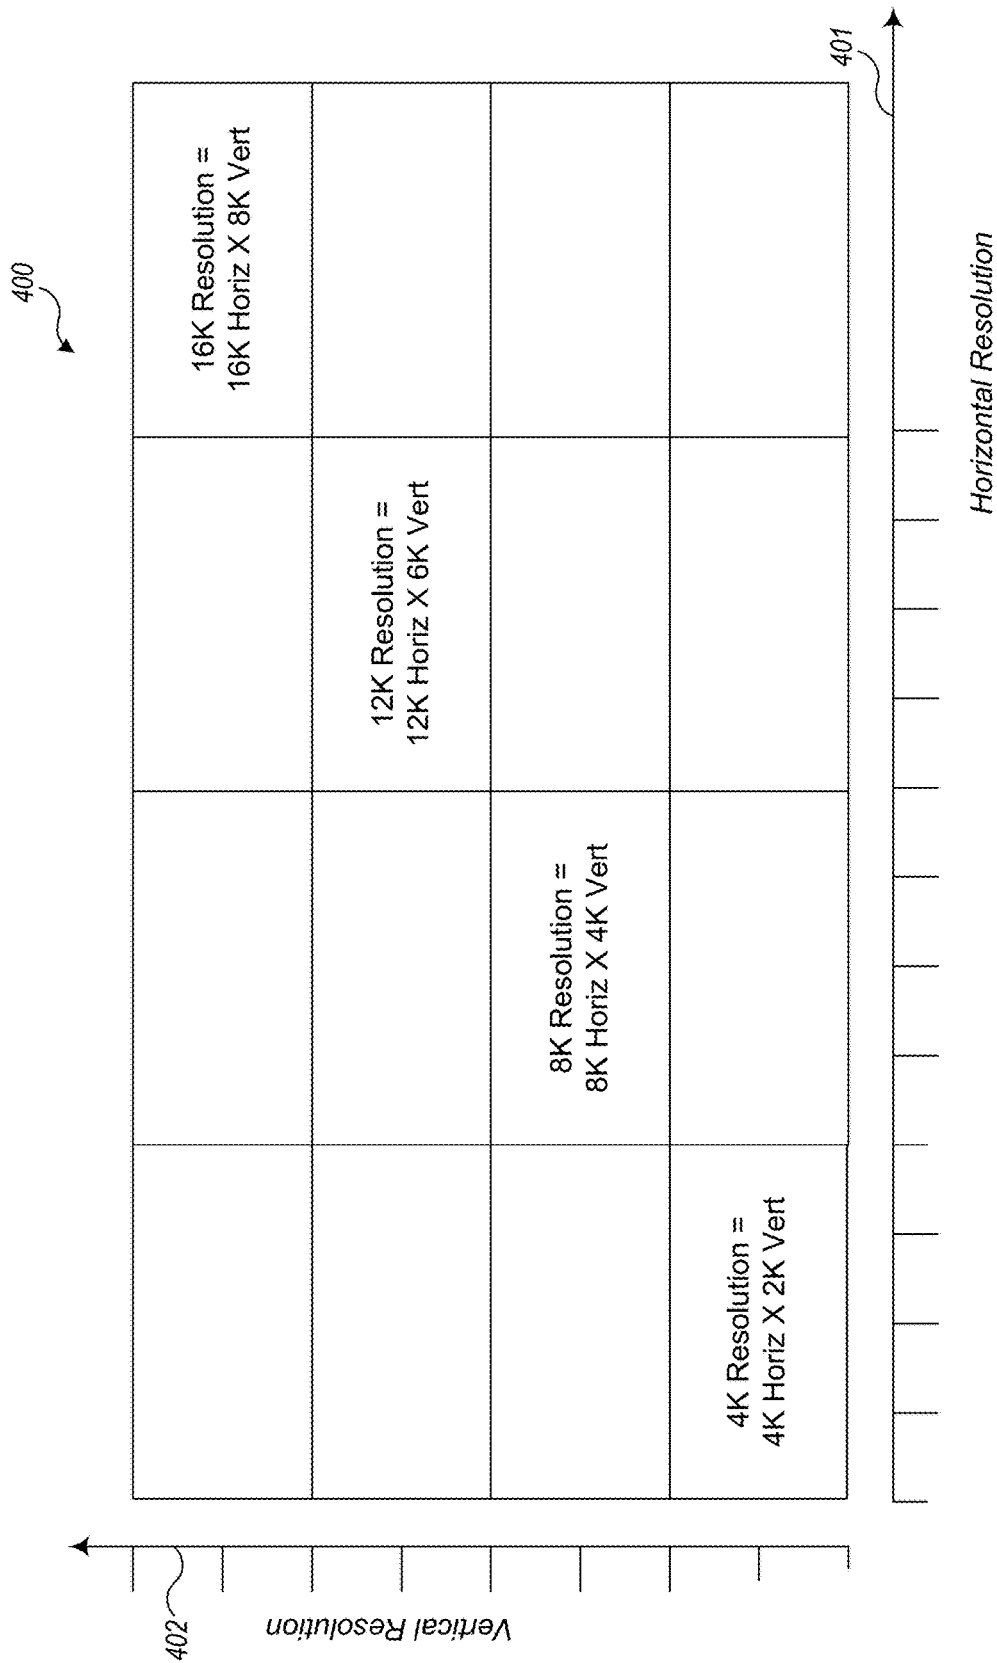 400
401
16K Resolution =
16K Horiz X 8K Vert
12K Resolution =
12K Horiz X 6K Vert
8K Resolution =
8K Horiz X 4K Vert
4K Resolution =
4K Horiz X 2K Vert
402
Vertical Resolution
Horizontal Resolution